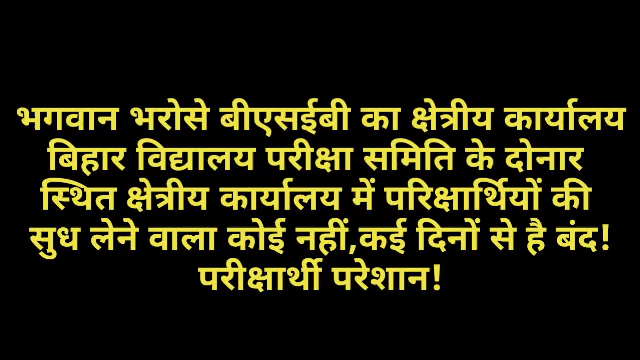 भगवान भरोसे बीएसईबी का क्षेत्रीय कार्यालय
बिहार विद्यालय परीक्षा समिति के दोनार
स्थित क्षेत्रीय कार्यालय में परिक्षार्थियों की
सुध लेने वाला कोई नहीं,कई दिनों से है बंद!
परीक्षार्थी परेशान!